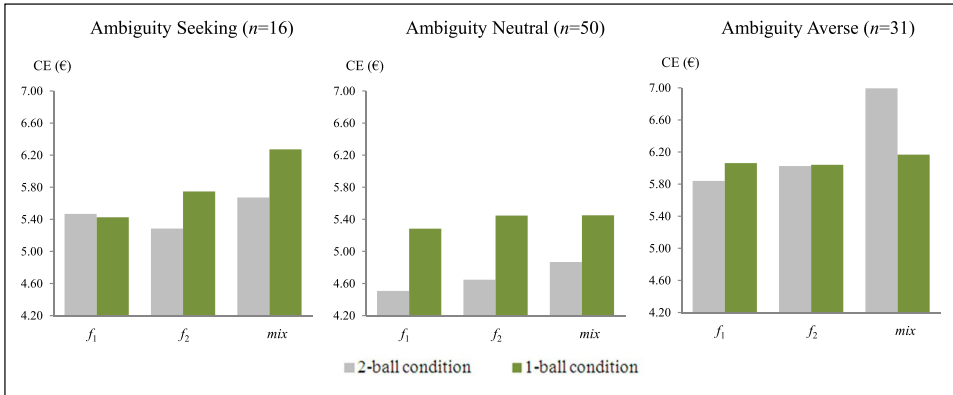 Ambiguity Seeking (n=16)
CE (€)
7.00
6.60
6.20
5.80
5.40
5.00
4.60
4.20
f1
f2
mix
Ambiguity Neutral (n=50)
CE (€)
7.00
6.60
6.20
5.80
5.40
5.00
4.60
4.20
f1
f2
mix
Ambiguity Averse (n=31)
CE (€)
7.00
6.60
6.20
5.80
5.40
5.00
4.60
4.20
f1
f2
mix
2-ball condition
1-ball condition